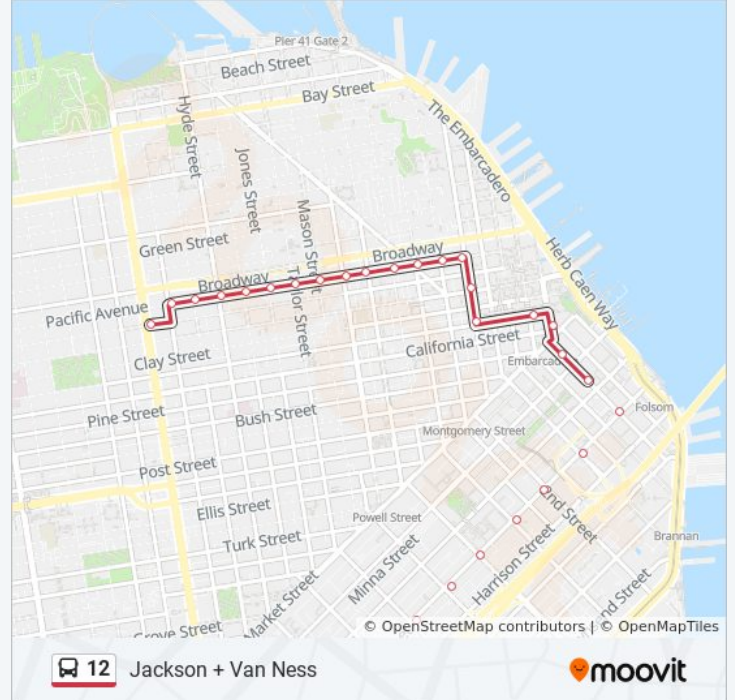 Pier 41 Gate 2
Beach Street
Bay Street
The Embarcadero
Hyde Street
Jones Street
Mason Street
Green Street
Broadway
Herb Caen Way
Broadway
Taylor Street
Pacific Avenue
California Street
Clay Street
Embarcad
Folsom
Pine Street
Bush Street
Montgomery Street
Post Street
2nd Street
Ellis Street
Powell Street
Turk Street
Minna Street
Harrison Street
Brannan
Market Street
nd Street
Grove Street
© OpenStreetMap contributors | © OpenMapTiles
12 Jackson + Van Ness
moovit